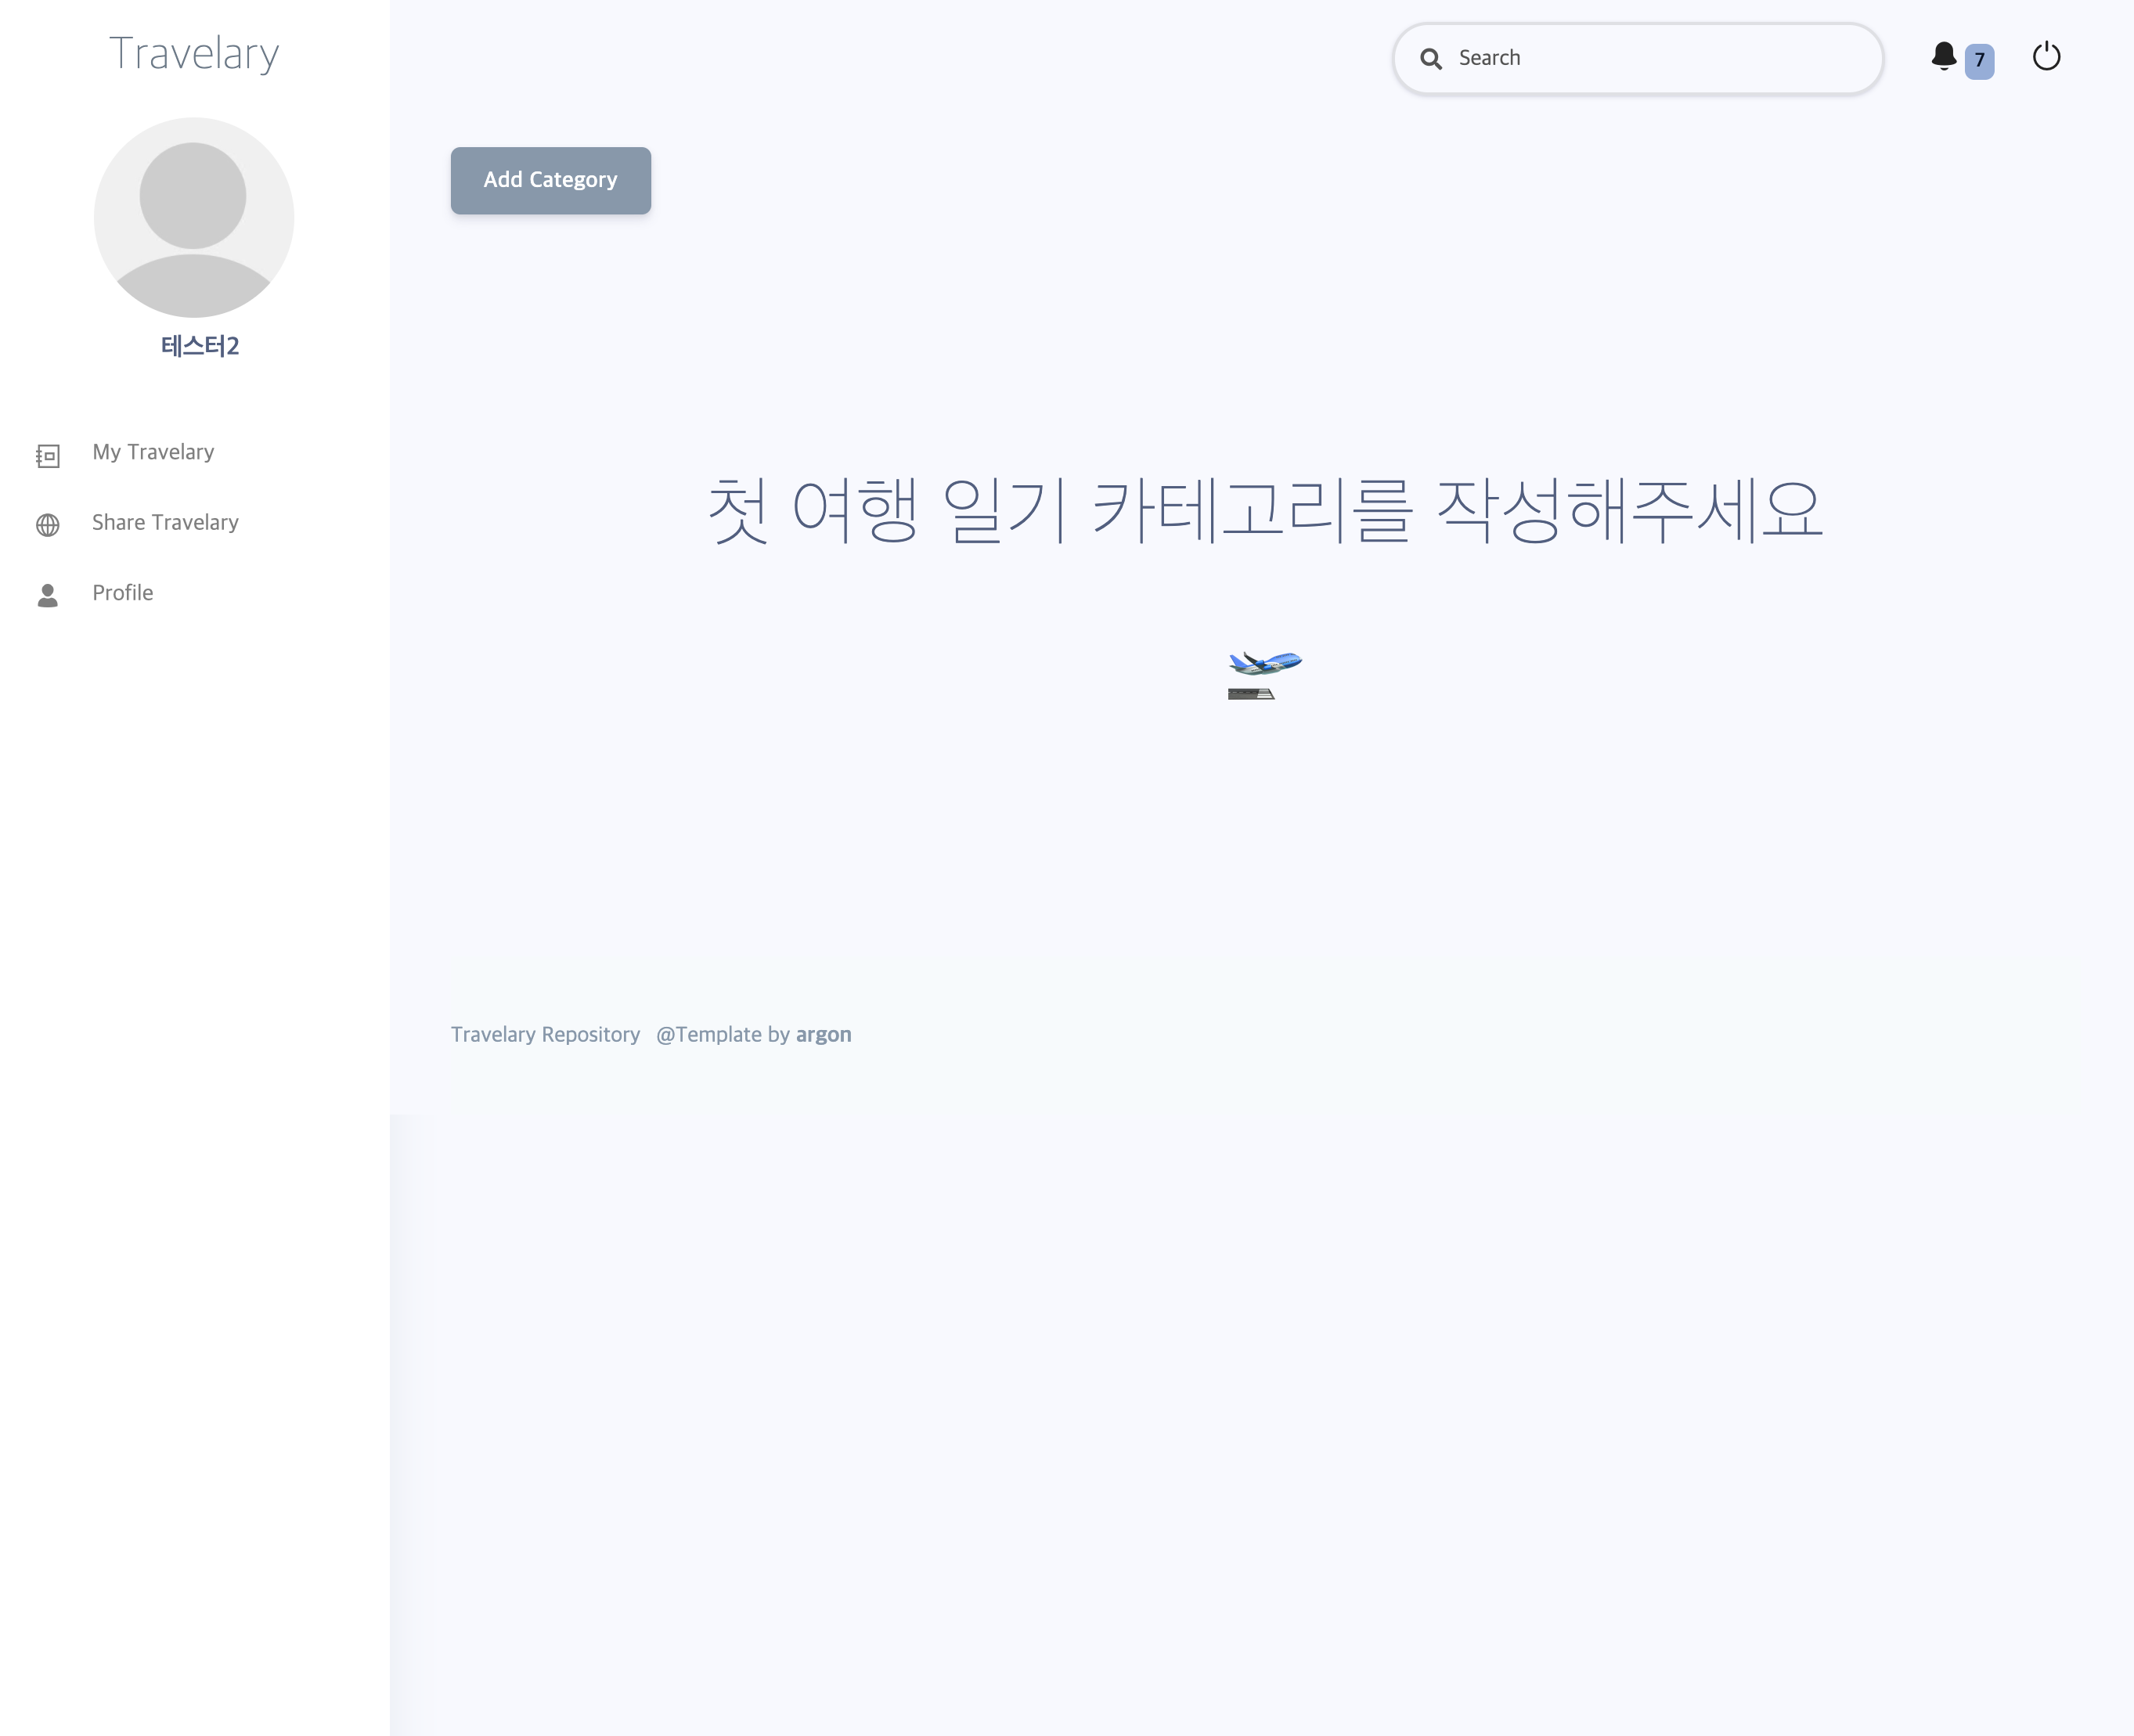 Travelary
Search
7
Add Category
테스터2
My Travelary
Share Travelary
Profile
첫 여행 일기 카테고리를 작성해주세요
Travelary Repository @Template by argon